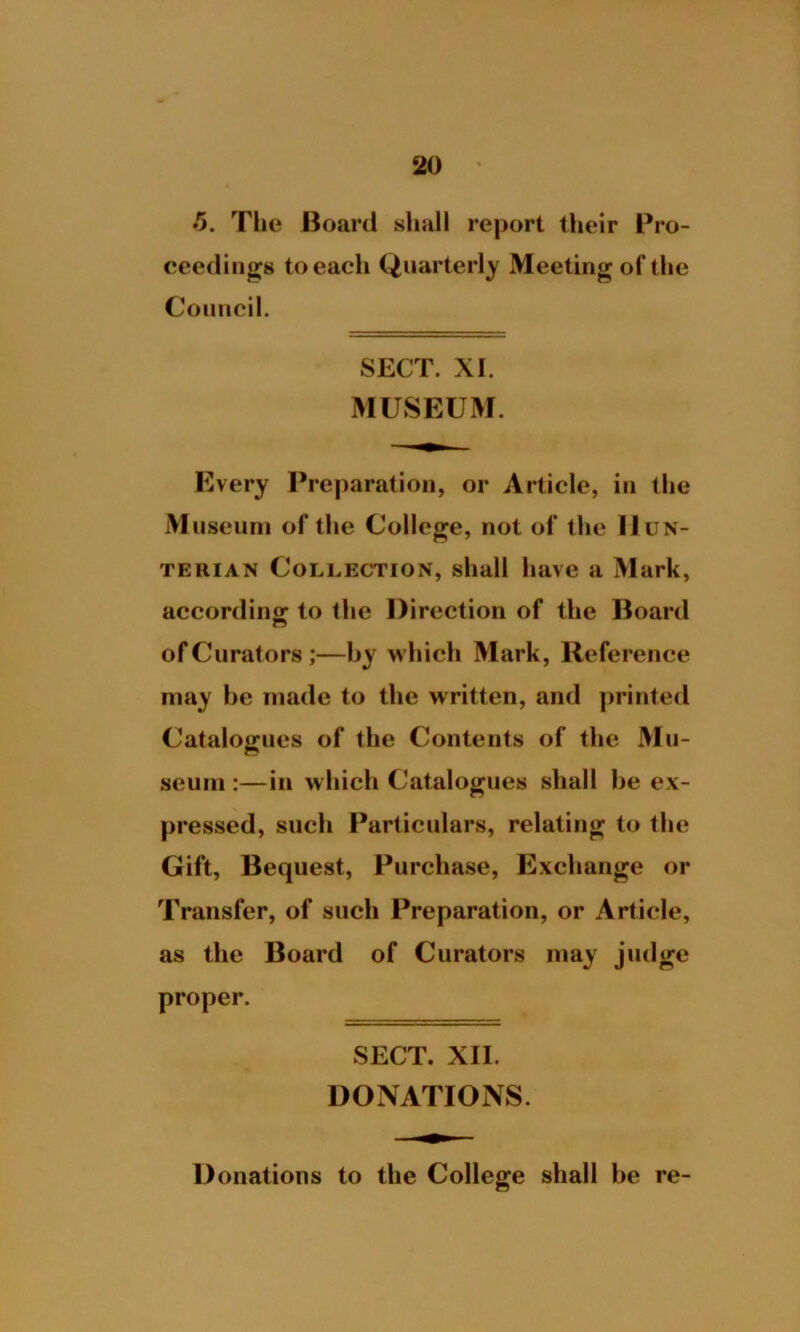 20
5. The Board shall report their Pro-
ceedings to each Quarterly Meeting of the
Council.
SECT. XI.
MUSEUM.
Every Preparation, or Article, in the
Museum of the College, not of the HUN-
TERIAN COLLECTION, shall have a Mark,
according to the Direction of the Board
of Curators;—by which Mark, Reference
may be made to the written, and printed
Catalogues of the Contents of the Mu-
seum:—in which Catalogues shall be ex-
pressed, such Particulars, relating to the
Gift, Bequest, Purchase, Exchange or
Transfer, of such Preparation, or Article,
as the Board of Curators may judge
proper.
SECT. XII.
DONATIONS.
Donations to the College shall be re-